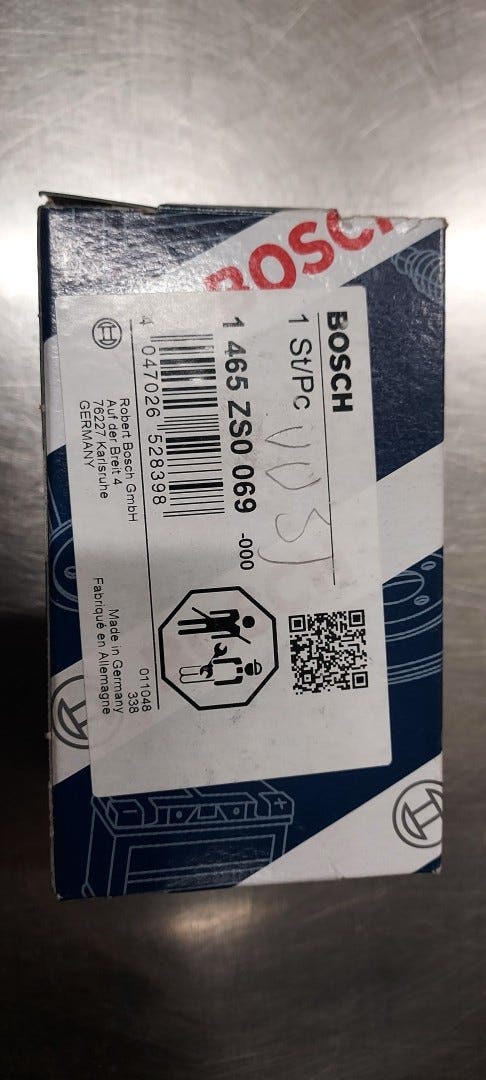 BOSCH
BOSCH
1 St/Pc
1 465 ZS0 069 -000
4 047026 528398
Robert Bosch GmbH
Auf der Breit 4
76227 Karlsruhe
GERMANY
011048
338
Made in Germany
Fabriqué en Allemagne